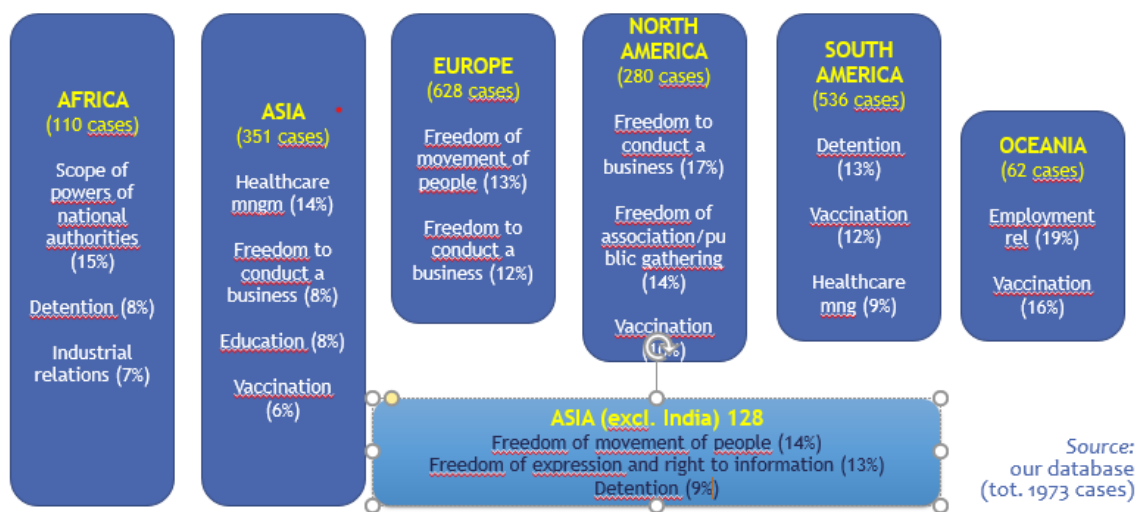 AFRICA
(110 cases)
Scope of
powers of
national
authorities
(15%)
Detention (8%)
Industrial
relations (7%)
ASIA
(351 cases)
Healthcare
mngm (14%)
Freedom to
conduct a
business (8%)
Education (8%)
Vaccination
(6%)
EUROPE
(628 cases)
Freedom of
movement of
people (13%)
Freedom to
conduct a
business (12%)
NORTH
AMERICA
(280 cases)
Freedom to
conduct a
business (17%)
Freedom of
association/pu
blic gathering
(14%)
Vaccination
SOUTH
AMERICA
(536 cases)
Detention
(13%)
Vaccination
(12%)
Healthcare
mng (9%)
OCEANIA
(62 cases)
Employment
rel (19%)
Vaccination
(16%)
ASIA (excl. India) 128
Freedom of movement of people (14%)
Freedom of expression and right to information (13%)
Detention (9%)
Source:
our database
(tot. 1973 cases)